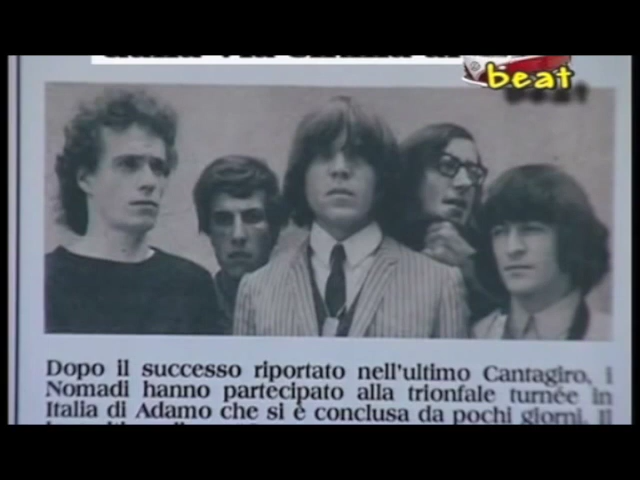 beat
Dopo il successo riportato nell'ultimo Cantagiro, i
Nomadi hanno partecipato alla trionfale turnée in
Italia di Adamo che si è conclusa da pochi giorni. Il